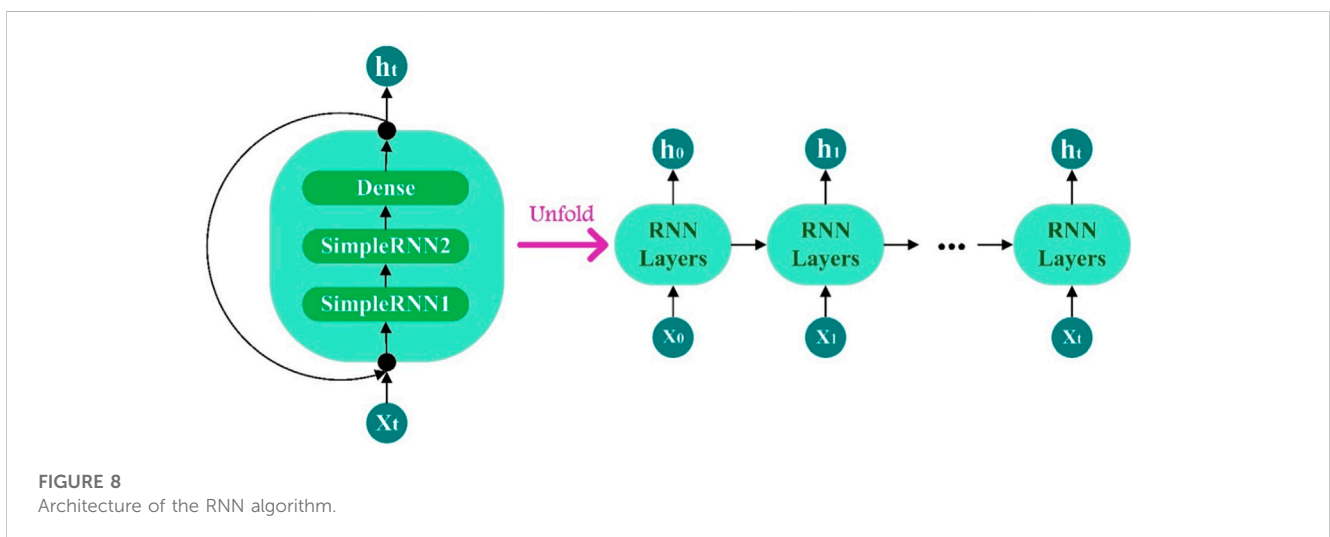 ht
Dense
SimpleRNN2
SimpleRNN1
Xt
Unfold
h0
RNN
Layers
X0
h1
RNN
Layers
X1
...
ht
RNN
Layers
Xt
FIGURE 8
Architecture of the RNN algorithm.